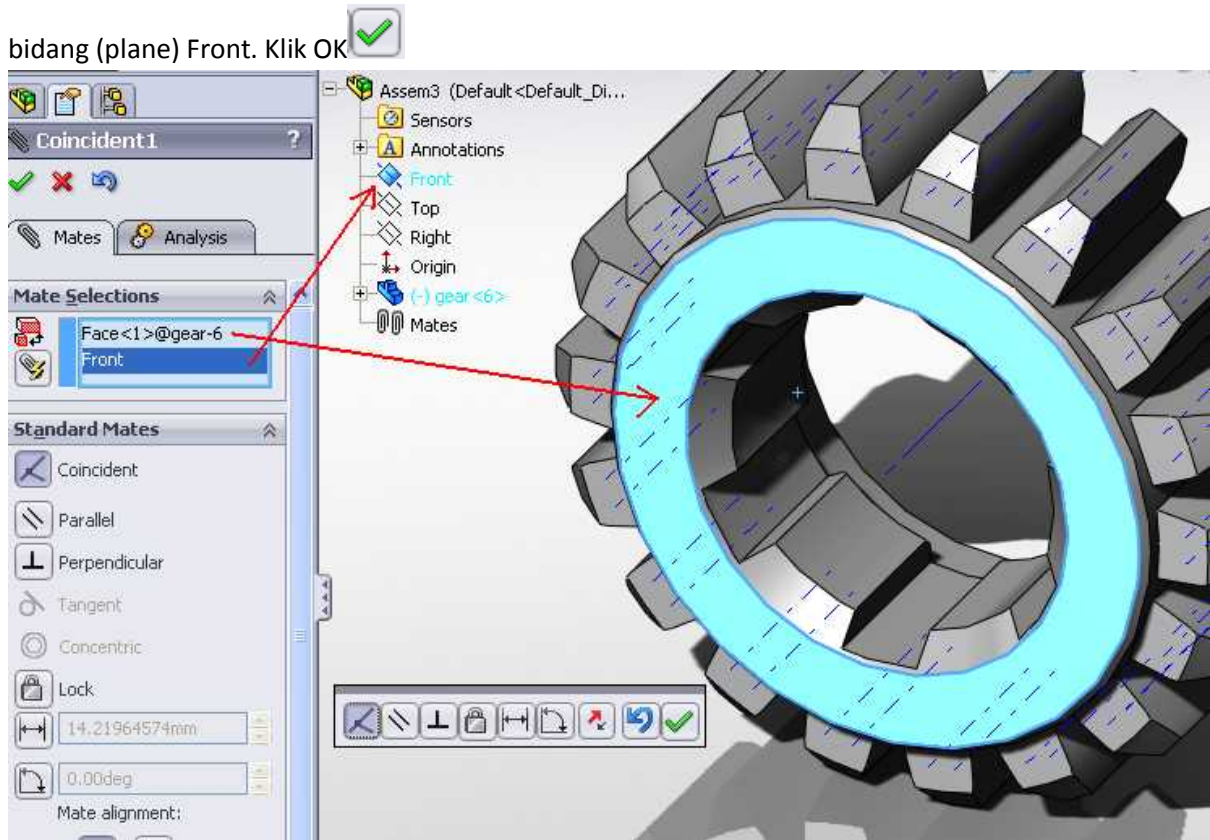 bidang (plane) Front. Klik OK
Assem3 (Default<Default_Di...
Sensors
Annotations
Front
Top
Right
Origin
(-) gear<6>
Mates
Coincident1 ?
Mates Analysis
Mate Selections
Face<1>@gear-6
Front
Standard Mates
Coincident
Parallel
Perpendicular
Tangent
Concentric
Lock
14.21964574mm
0.00deg
Mate alignment: